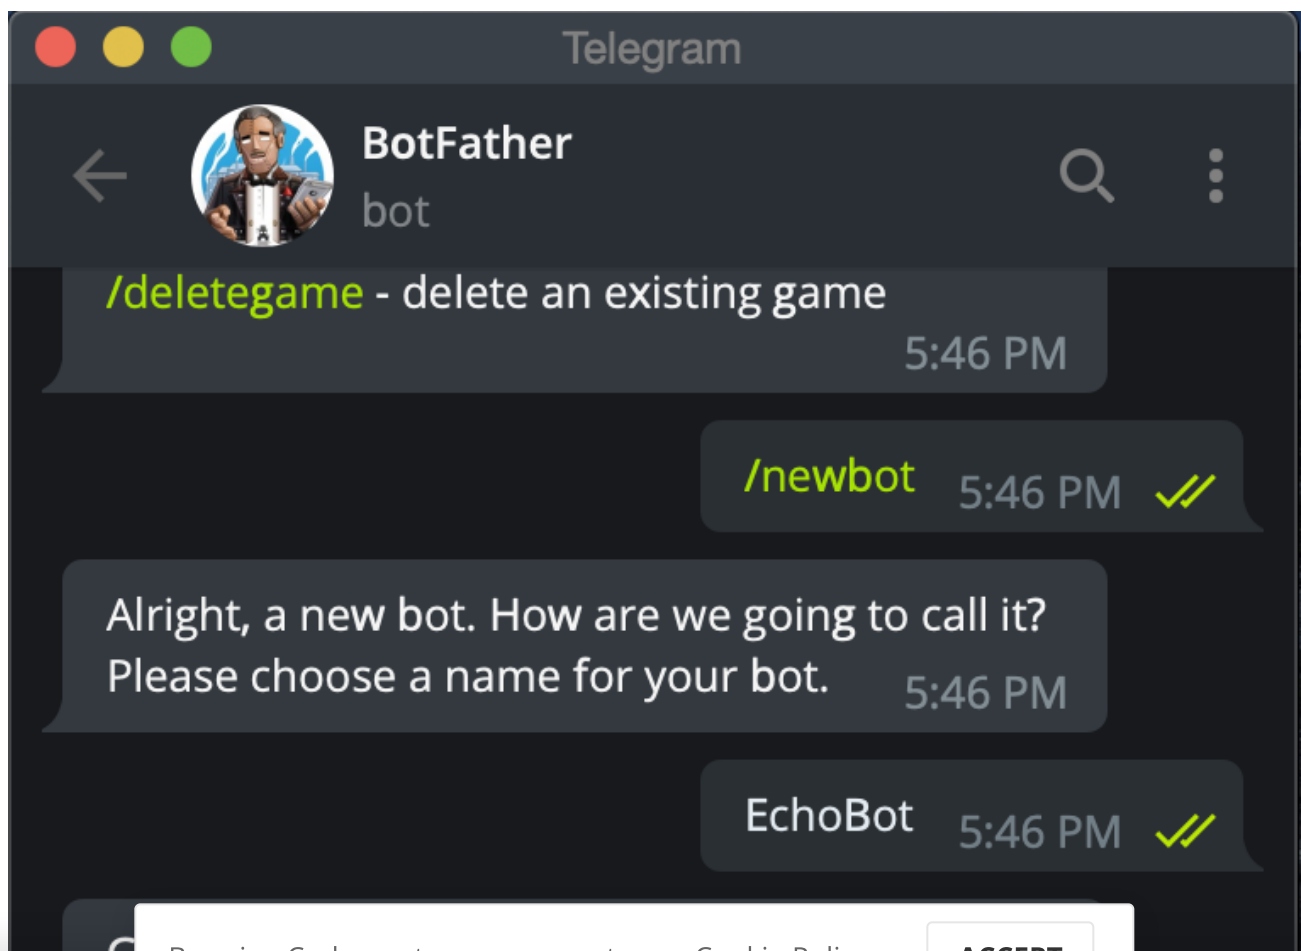 Telegram
BotFather
bot
/deletegame - delete an existing game
5:46 PM
/newbot 5:46 PM
Alright, a new bot. How are we going to call it?
Please choose a name for your bot. 5:46 PM
EchoBot 5:46 PM
ACCEPT